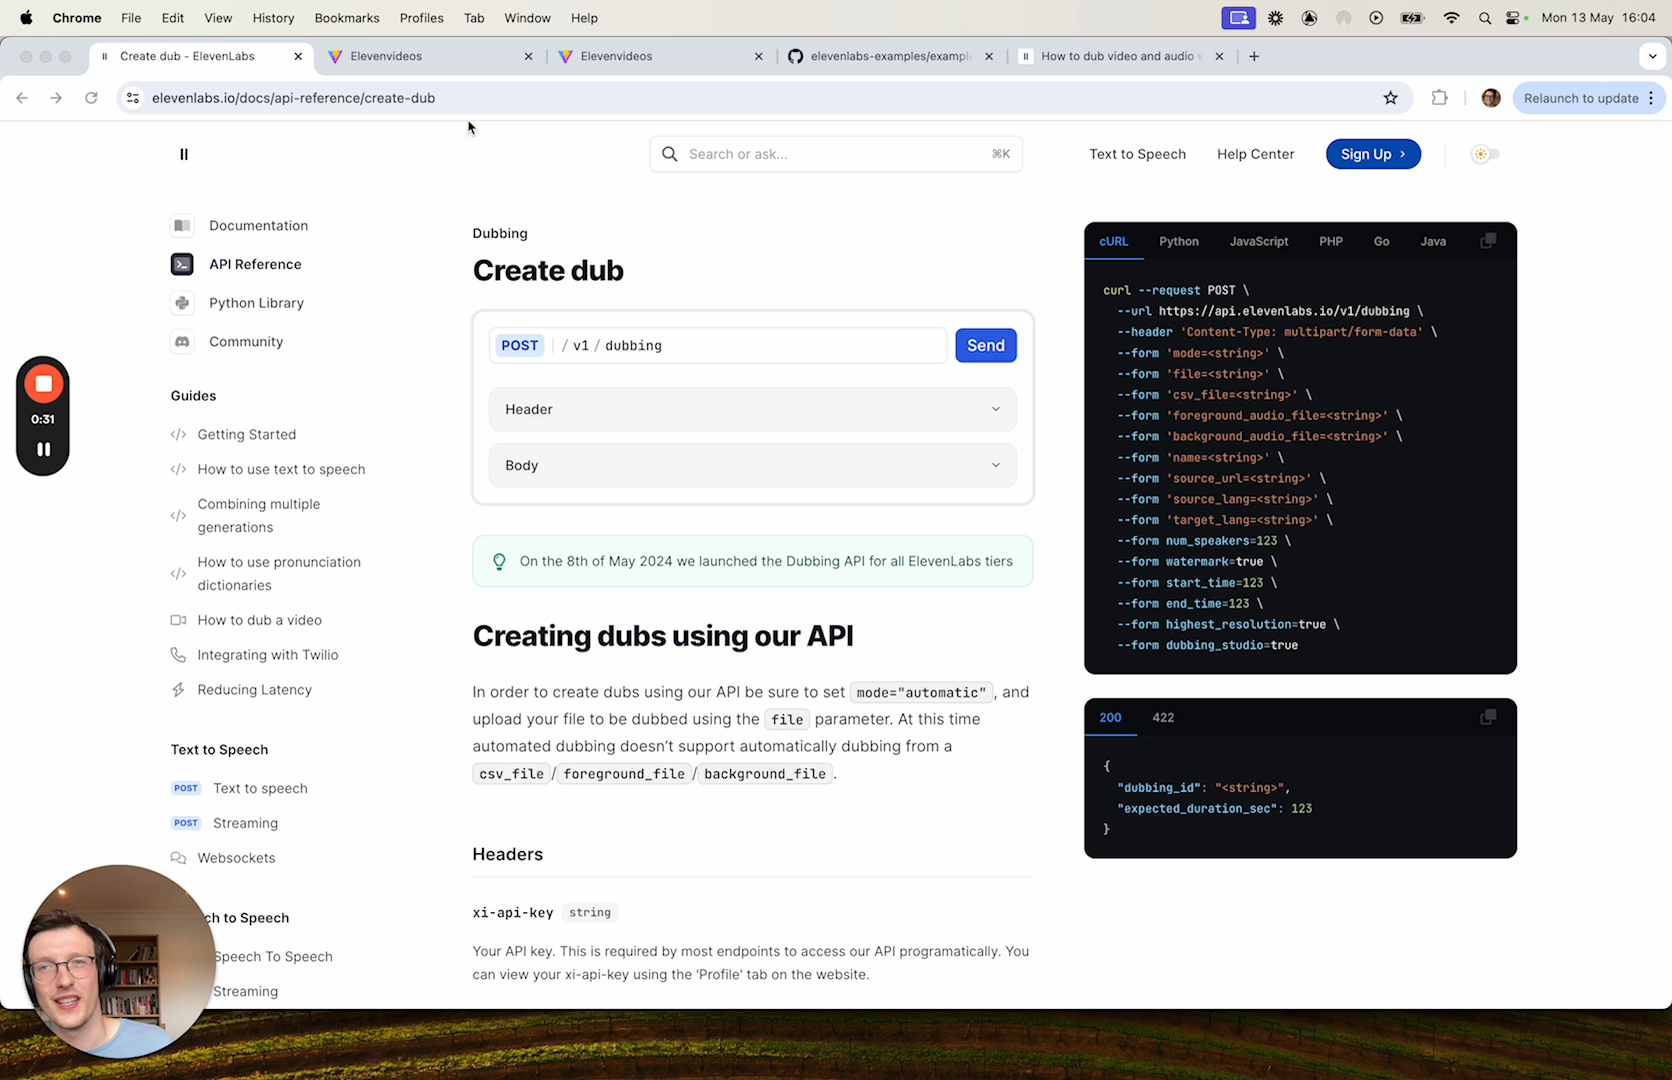 Chrome File Edit View History Bookmarks Profiles Tab Window Help Mon 13 May 16:04
Create dub - ElevenLabs Elevenvideos Elevenvideos elevenlabs-examples/exampl How to dub video and audio
elevenlabs.io/docs/api-reference/create-dub Relaunch to update
Search or ask... ⌘K Text to Speech Help Center Sign Up
0:31
Documentation
API Reference
Python Library
Community
Guides
Getting Started
How to use text to speech
Combining multiple
generations
How to use pronunciation
dictionaries
How to dub a video
Integrating with Twilio
Reducing Latency
Text to Speech
POST Text to speech
POST Streaming
Websockets
ch to Speech
Speech To Speech
Streaming
Dubbing
Create dub
POST / v1 / dubbing Send
Header
Body
On the 8th of May 2024 we launched the Dubbing API for all ElevenLabs tiers
Creating dubs using our API
In order to create dubs using our API be sure to set mode="automatic", and
upload your file to be dubbed using the file parameter. At this time
automated dubbing doesn't support automatically dubbing from a
csv_file/foreground_file/background_file.
Headers
xi-api-key string
Your API key. This is required by most endpoints to access our API programatically. You
can view your xi-api-key using the 'Profile' tab on the website.
cURL Python JavaScript PHP Go Java
curl --request POST \
--url https://api.elevenlabs.io/v1/dubbing \
--header 'Content-Type: multipart/form-data' \
--form 'mode=<string>' \
--form 'file=<string>' \
--form 'csv_file=<string>' \
--form 'foreground_audio_file=<string>' \
--form 'background_audio_file=<string>' \
--form 'name=<string>' \
--form 'source_url=<string>' \
--form 'source_lang=<string>' \
--form 'target_lang=<string>' \
--form num_speakers=123 \
--form watermark=true \
--form start_time=123 \
--form end_time=123 \
--form highest_resolution=true \
--form dubbing_studio=true
200 422
{
"dubbing_id": "<string>",
"expected_duration_sec": 123
}